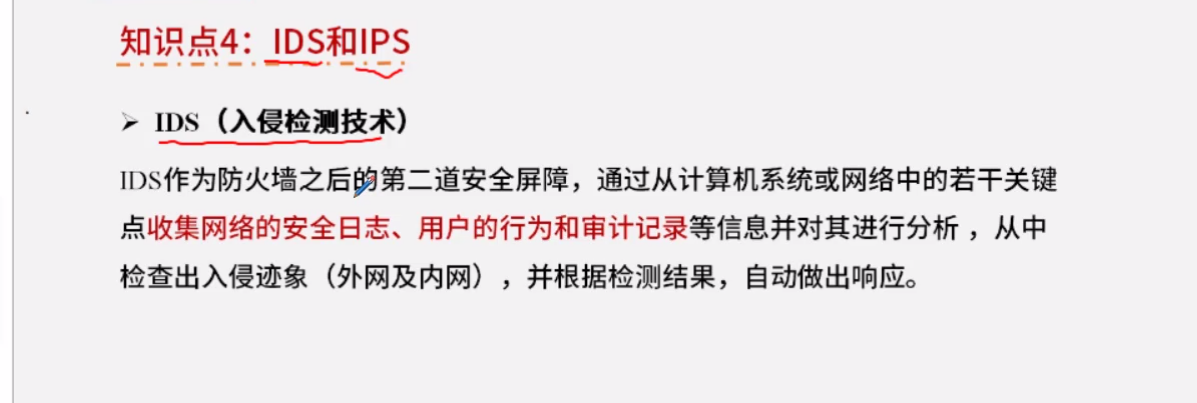 知识点4：IDS和IPS
➢ IDS（入侵检测技术）
IDS作为防火墙之后的第二道安全屏障，通过从计算机系统或网络中的若干关键
点收集网络的安全日志、用户的行为和审计记录等信息并对其进行分析 ，从中
检查出入侵迹象（外网及内网），并根据检测结果，自动做出响应。